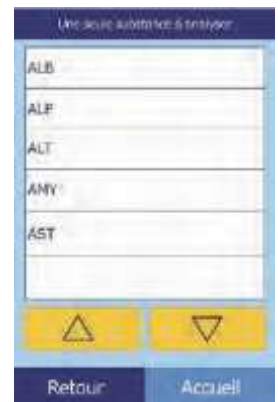 Une seule substance à analyser
ALB
ALP
ALT
AMY
AST
Retour
Accueil